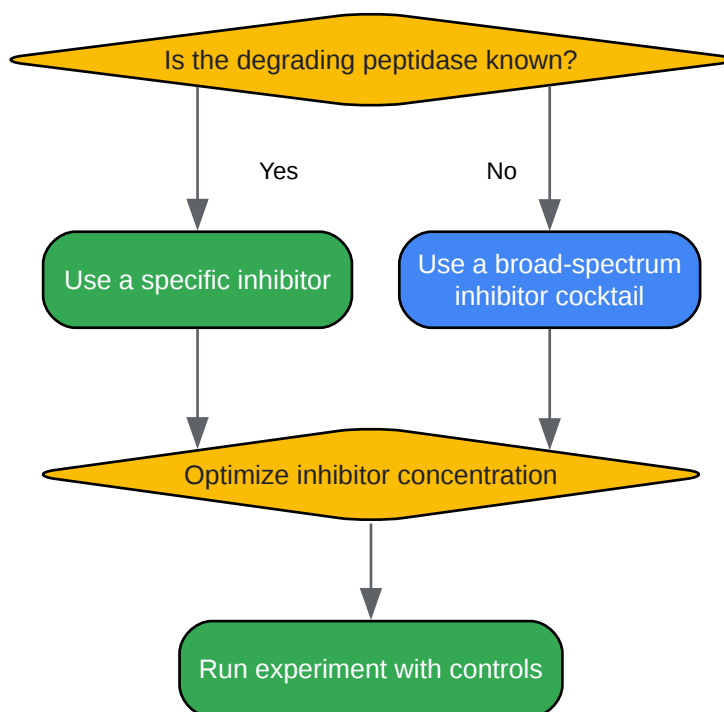 Is the degrading peptidase known?
Yes
No
Use a specific inhibitor
Use a broad-spectrum
inhibitor cocktail
Optimize inhibitor concentration
Run experiment with controls